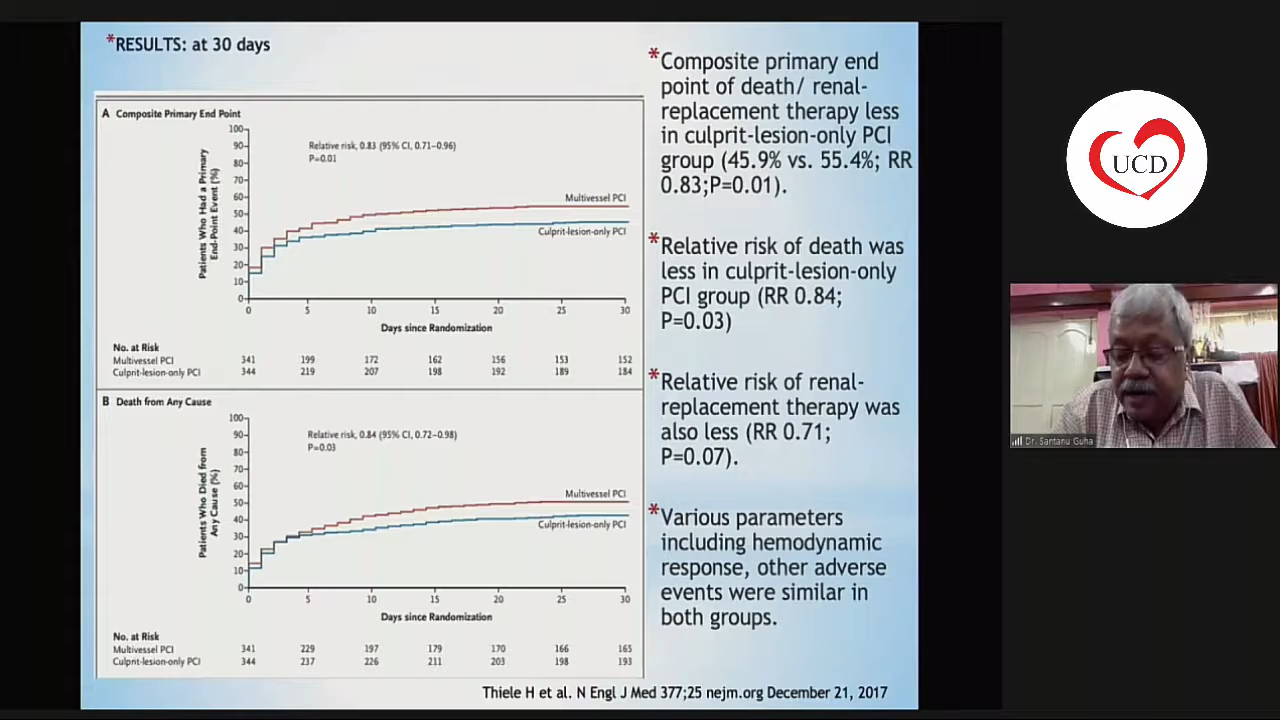 *RESULTS: at 30 days
A Composite Primary End Point
Patients Who Had a Primary
End-Point Event (%)
100
90
80
70
60
50
40
30
20
10
0
Relative risk, 0.83 (95% CI, 0.71–0.96)
P=0.01
Multivessel PCI
Culprit-lesion-only PCI
0 5 10 15 20 25 30
Days since Randomization
No. at Risk
Multivessel PCI 341 199 172 162 156 153 152
Culprit-lesion-only PCI 344 219 207 198 192 189 184
B Death from Any Cause
Patients Who Died from
Any Cause (%)
100
90
80
70
60
50
40
30
20
10
0
Relative risk, 0.84 (95% CI, 0.72–0.98)
P=0.03
Multivessel PCI
Culprit-lesion-only PCI
0 5 10 15 20 25 30
Days since Randomization
No. at Risk
Multivessel PCI 341 229 197 179 170 166 165
Culprit-lesion-only PCI 344 237 226 211 203 198 193
*Composite primary end
point of death/ renal-
replacement therapy less
in culprit-lesion-only PCI
group (45.9% vs. 55.4%; RR
0.83;P=0.01).
*Relative risk of death was
less in culprit-lesion-only
PCI group (RR 0.84;
P=0.03)
*Relative risk of renal-
replacement therapy was
also less (RR 0.71;
P=0.07).
*Various parameters
including hemodynamic
response, other adverse
events were similar in
both groups.
Thiele H et al. N Engl J Med 377;25 nejm.org December 21, 2017
UCD
Dr. Santanu Guha